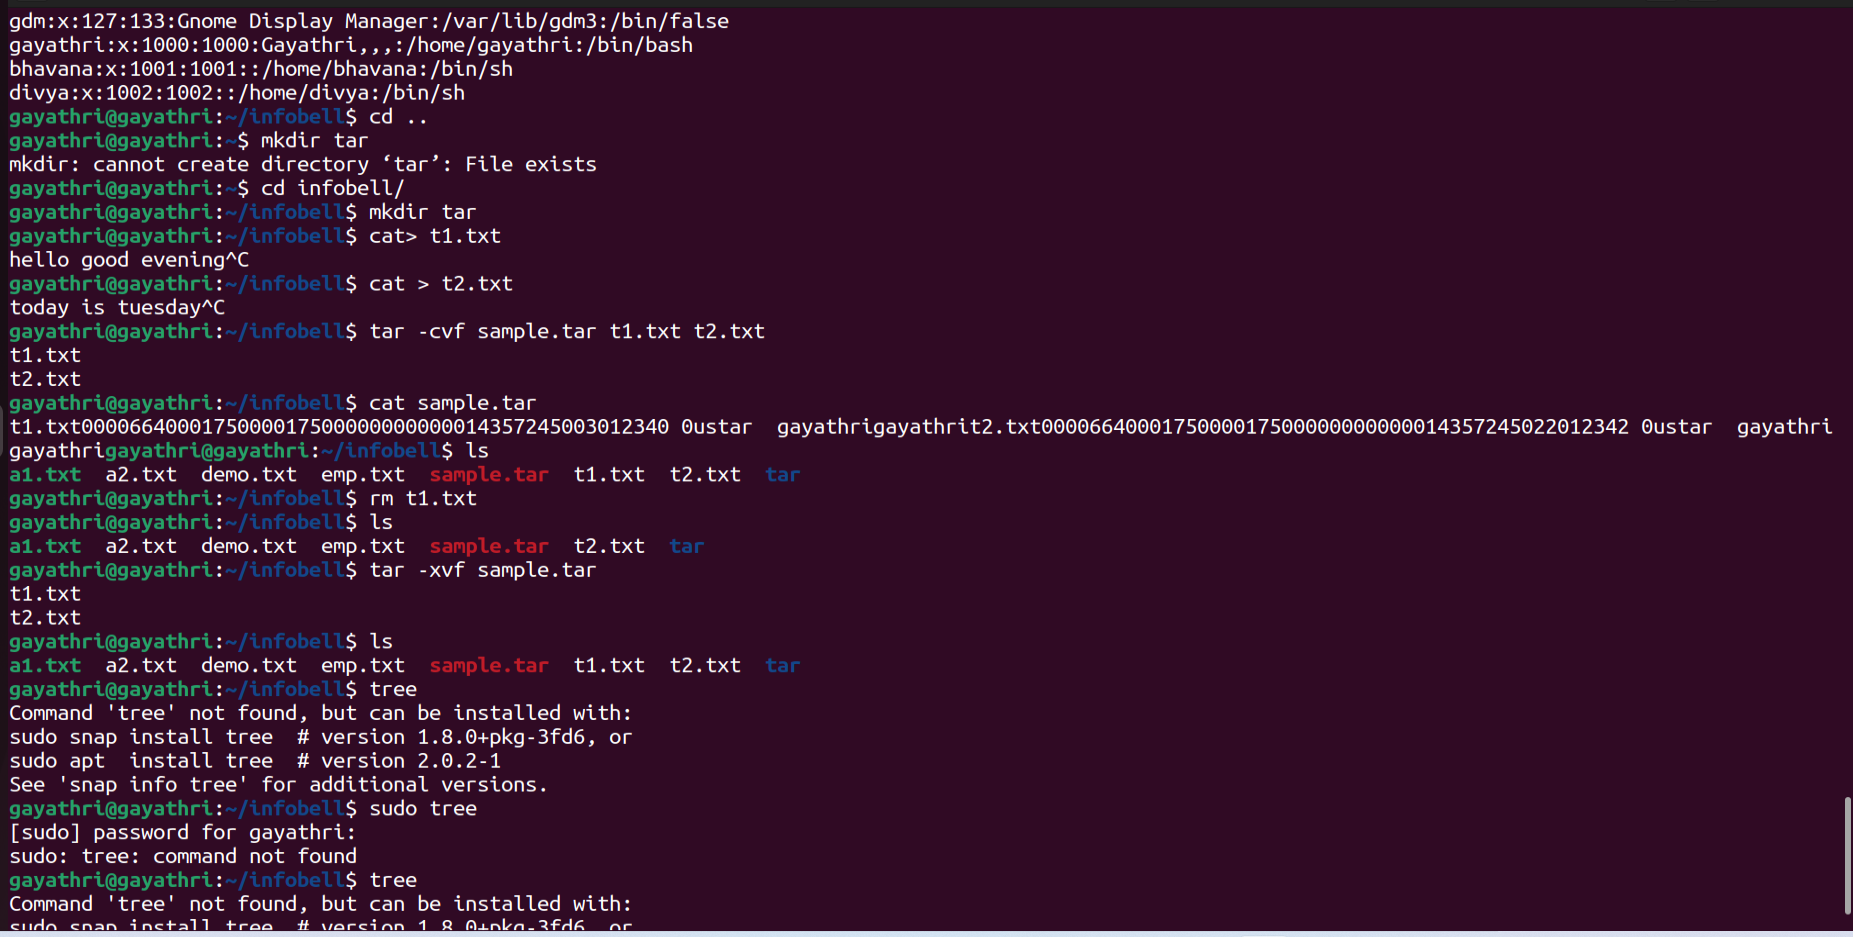 gdm:x:127:133:Gnome Display Manager:/var/lib/gdm3:/bin/false
gayathri:x:1000:1000:Gayathri,,,:/home/gayathri:/bin/bash
bhavana:x:1001:1001::/home/bhavana:/bin/sh
divya:x:1002:1002::/home/divya:/bin/sh
gayathri@gayathri:~/infobell$ cd ..
gayathri@gayathri:~$ mkdir tar
mkdir: cannot create directory ‘tar’: File exists
gayathri@gayathri:~$ cd infobell/
gayathri@gayathri:~/infobell$ mkdir tar
gayathri@gayathri:~/infobell$ cat> t1.txt
hello good evening^C
gayathri@gayathri:~/infobell$ cat > t2.txt
today is tuesday^C
gayathri@gayathri:~/infobell$ tar -cvf sample.tar t1.txt t2.txt
t1.txt
t2.txt
gayathri@gayathri:~/infobell$ cat sample.tar
t1.txt0000664000175000017500000000000014357245003012340 0ustar  gayathrigayathrit2.txt0000664000175000017500000000000014357245022012342 0ustar  gayathri
gayathrigayathri@gayathri:~/infobell$ ls
a1.txt  a2.txt  demo.txt  emp.txt  sample.tar  t1.txt  t2.txt  tar
gayathri@gayathri:~/infobell$ rm t1.txt
gayathri@gayathri:~/infobell$ ls
a1.txt  a2.txt  demo.txt  emp.txt  sample.tar  t2.txt  tar
gayathri@gayathri:~/infobell$ tar -xvf sample.tar
t1.txt
t2.txt
gayathri@gayathri:~/infobell$ ls
a1.txt  a2.txt  demo.txt  emp.txt  sample.tar  t1.txt  t2.txt  tar
gayathri@gayathri:~/infobell$ tree
Command 'tree' not found, but can be installed with:
sudo snap install tree  # version 1.8.0+pkg-3fd6, or
sudo apt  install tree  # version 2.0.2-1
See 'snap info tree' for additional versions.
gayathri@gayathri:~/infobell$ sudo tree
[sudo] password for gayathri:
sudo: tree: command not found
gayathri@gayathri:~/infobell$ tree
Command 'tree' not found, but can be installed with:
sudo snap install tree  # version 1.8.0+pkg-3fd6, or